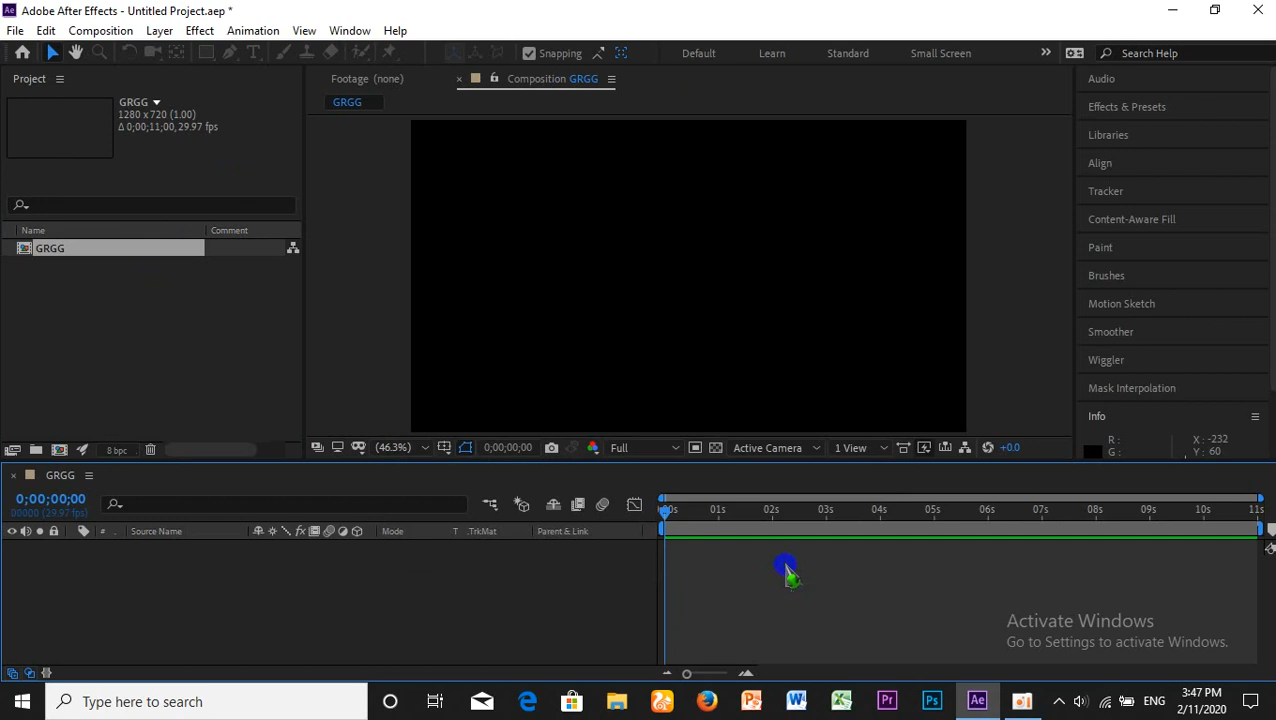 Ae Adobe After Effects - Untitled Project.aep *
File Edit Composition Layer Effect Animation View Window Help
Snapping Default Learn Standard Small Screen Search Help
Project
GRGG
1280 x 720 (1.00)
Δ 0;00;11;00, 29.97 fps
Name Comment
GRGG
8 bpc
Footage (none) Composition GRGG
GRGG
(46.3%) 0;00;00;00 Full Active Camera 1 View +0.0
Audio
Effects & Presets
Libraries
Align
Tracker
Content-Aware Fill
Paint
Brushes
Motion Sketch
Smoother
Wiggler
Mask Interpolation
Info
R : X : -232
G : Y : 60
GRGG
0;00;00;00
00000 (29.97 fps)
# Source Name Mode T .TrkMat Parent & Link
:00s 01s 02s 03s 04s 05s 06s 07s 08s 09s 10s 11s
Activate Windows
Go to Settings to activate Windows.
Type here to search
Pr Ps Ae
ENG
3:47 PM
2/11/2020